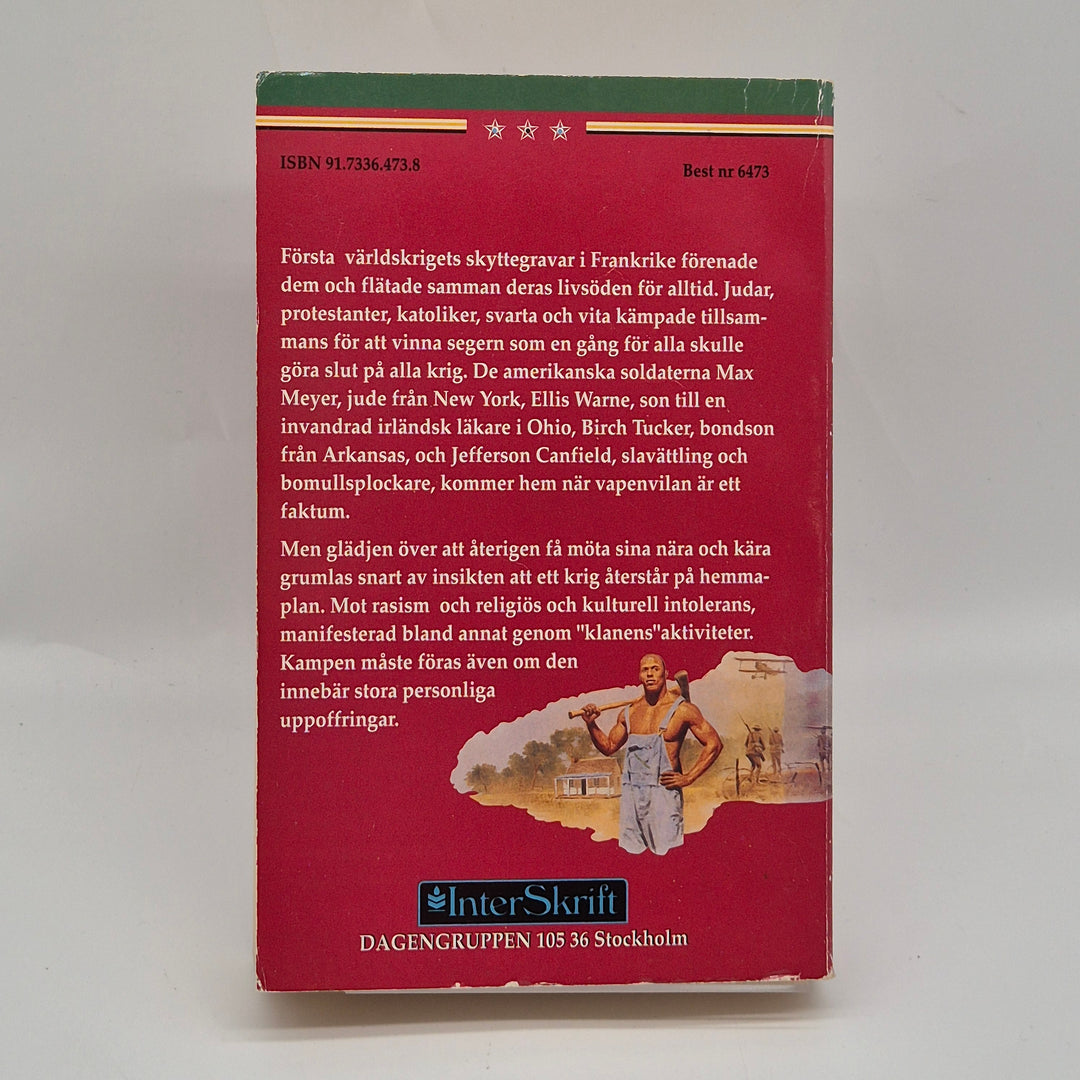 ISBN 91.7336.473.8
Best nr 6473
Första världskrigets skyttegravar i Frankrike förenade
dem och flätade samman deras livsöden för alltid. Judar,
protestanter, katoliker, svarta och vita kämpade tillsam-
mans för att vinna segern som en gång för alla skulle
göra slut på alla krig. De amerikanska soldaterna Max
Meyer, jude från New York, Ellis Warne, son till en
invandrad irländsk läkare i Ohio, Birch Tucker, bondson
från Arkansas, och Jefferson Canfield, slavättling och
bomullsplockare, kommer hem när vapenvilan är ett
faktum.
Men glädjen över att återigen få möta sina nära och kära
grumlas snart av insikten att ett krig återstår på hemma-
plan. Mot rasism och religiös och kulturell intolerans,
manifesterad bland annat genom "klanens"aktiviteter.
Kampen måste föras även om den
innebär stora personliga
uppoffringar.
InterSkrift
DAGENGRUPPEN 105 36 Stockholm